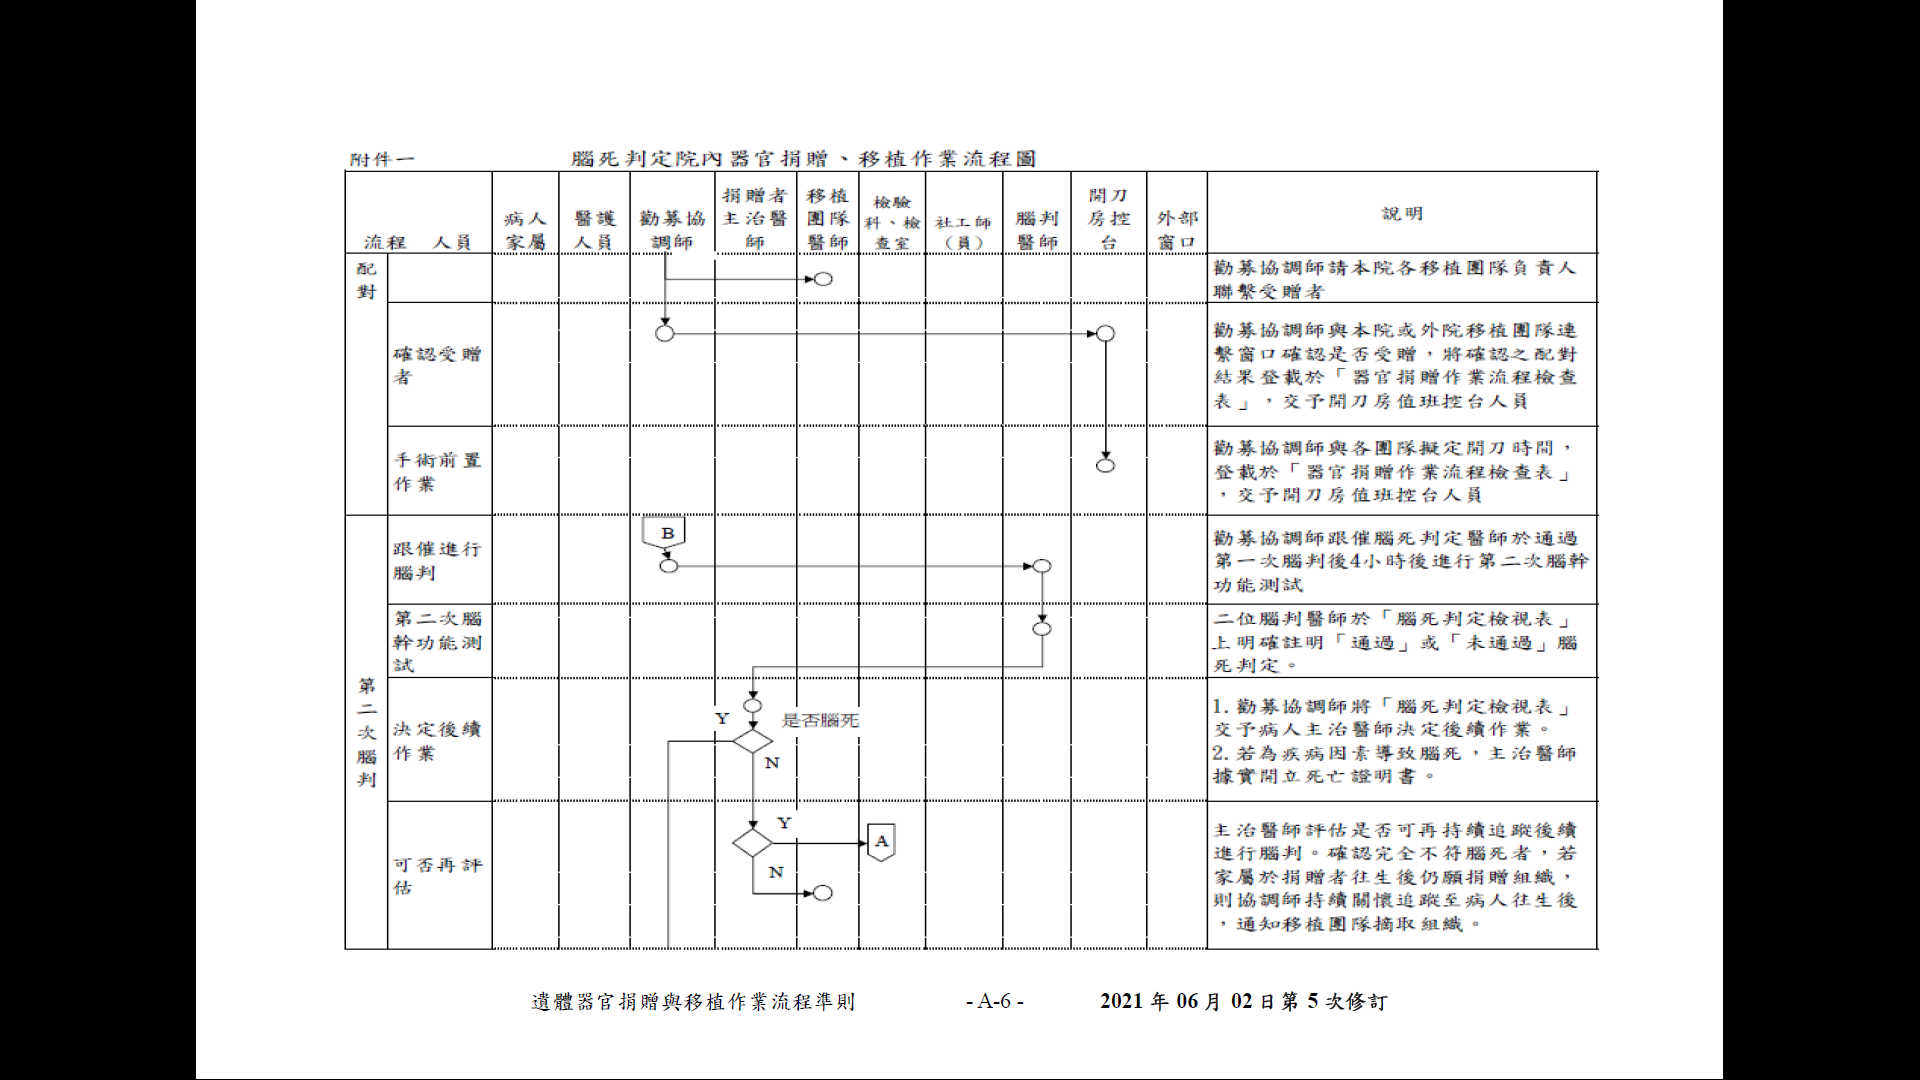 附件一 腦死判定院內器官捐贈、移植作業流程圖
流程 人員
病人
家屬
醫護
人員
勸募協
調師
捐贈者
主治醫
師
移植
團隊
醫師
檢驗
科、檢
查室
社工師
（員）
腦判
醫師
開刀
房控
台
外部
窗口
說明
配
對
勸募協調師請本院各移植團隊負責人
聯繫受贈者
確認受贈
者
勸募協調師與本院或外院移植團隊連
繫窗口確認是否受贈，將確認之配對
結果登載於「器官捐贈作業流程檢查
表」，交予開刀房值班控台人員
手術前置
作業
勸募協調師與各團隊擬定開刀時間，
登載於「器官捐贈作業流程檢查表」
，交予開刀房值班控台人員
第
二
次
腦
判
跟催進行
腦判
B
勸募協調師跟催腦死判定醫師於通過
第一次腦判後4小時後進行第二次腦幹
功能測試
第二次腦
幹功能測
試
二位腦判醫師於「腦死判定檢視表」
上明確註明「通過」或「未通過」腦
死判定。
決定後續
作業
Y
是否腦死
N
1.勸募協調師將「腦死判定檢視表」
交予病人主治醫師決定後續作業。
2.若為疾病因素導致腦死，主治醫師
據實開立死亡證明書。
可否再評
估
Y
A
N
主治醫師評估是否可再持續追蹤後續
進行腦判。確認完全不符腦死者，若
家屬於捐贈者往生後仍願捐贈組織，
則協調師持續關懷追蹤至病人往生後
，通知移植團隊摘取組織。
遺體器官捐贈與移植作業流程準則 - A-6 - 2021 年 06 月 02 日第 5 次修訂